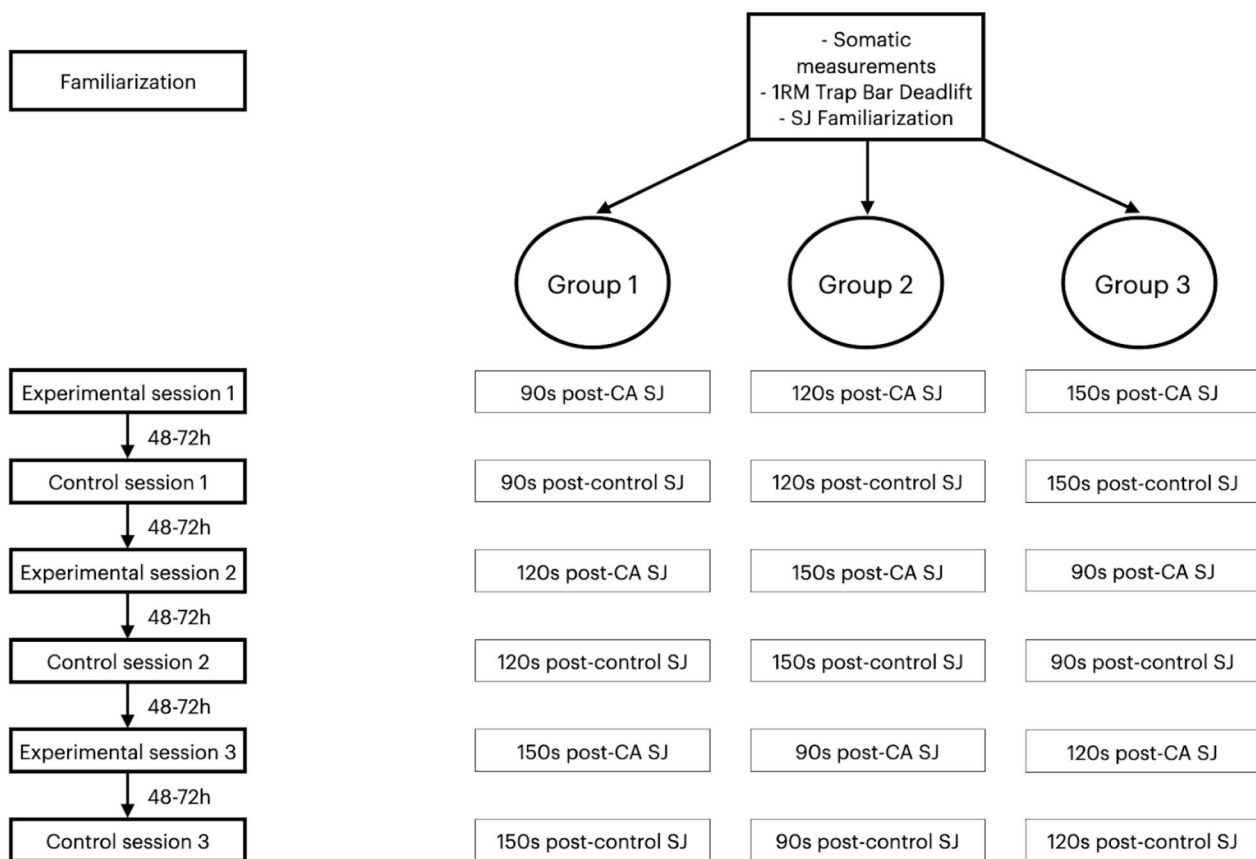 Familiarization
- Somatic
measurements
- 1RM Trap Bar Deadlift
- SJ Familiarization
Group 1
Group 2
Group 3
Experimental session 1
90s post-CA SJ
120s post-CA SJ
150s post-CA SJ
48-72h
Control session 1
90s post-control SJ
120s post-control SJ
150s post-control SJ
48-72h
Experimental session 2
120s post-CA SJ
150s post-CA SJ
90s post-CA SJ
48-72h
Control session 2
120s post-control SJ
150s post-control SJ
90s post-control SJ
48-72h
Experimental session 3
150s post-CA SJ
90s post-CA SJ
120s post-CA SJ
48-72h
Control session 3
150s post-control SJ
90s post-control SJ
120s post-control SJ